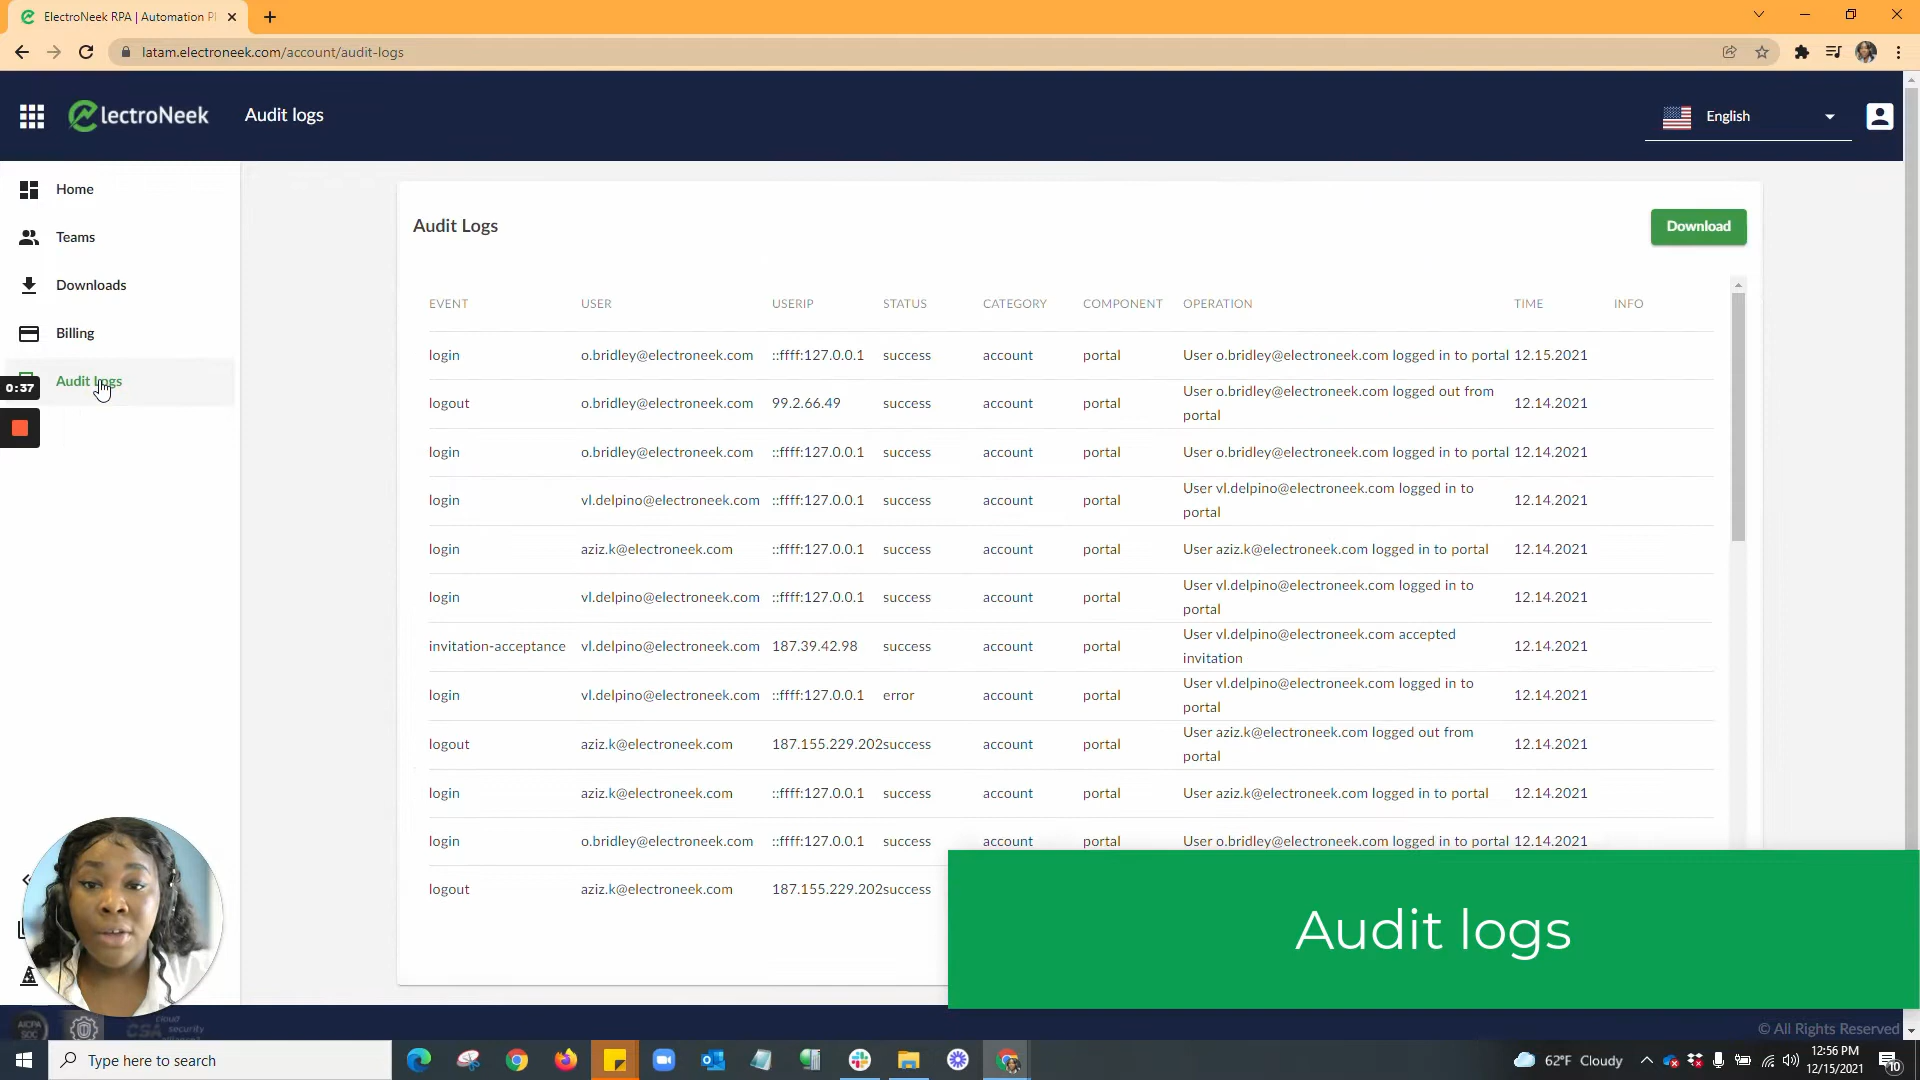 ElectroNeek RPA | Automation P
latam.electroneek.com/account/audit-logs
lectroNeek
Audit logs
English
Home
Teams
Downloads
Billing
Audit Logs
0:37
Audit Logs
Download
EVENT USER USERIP STATUS CATEGORY COMPONENT OPERATION TIME INFO
login o.bridley@electroneek.com ::ffff:127.0.0.1 success account portal User o.bridley@electroneek.com logged in to portal 12.15.2021
logout o.bridley@electroneek.com 99.2.66.49 success account portal User o.bridley@electroneek.com logged out from
portal 12.14.2021
login o.bridley@electroneek.com ::ffff:127.0.0.1 success account portal User o.bridley@electroneek.com logged in to portal 12.14.2021
login vl.delpino@electroneek.com ::ffff:127.0.0.1 success account portal User vl.delpino@electroneek.com logged in to
portal 12.14.2021
login aziz.k@electroneek.com ::ffff:127.0.0.1 success account portal User aziz.k@electroneek.com logged in to portal 12.14.2021
login vl.delpino@electroneek.com ::ffff:127.0.0.1 success account portal User vl.delpino@electroneek.com logged in to
portal 12.14.2021
invitation-acceptance vl.delpino@electroneek.com 187.39.42.98 success account portal User vl.delpino@electroneek.com accepted
invitation 12.14.2021
login vl.delpino@electroneek.com ::ffff:127.0.0.1 error account portal User vl.delpino@electroneek.com logged in to
portal 12.14.2021
logout aziz.k@electroneek.com 187.155.229.202 success account portal User aziz.k@electroneek.com logged out from
portal 12.14.2021
login aziz.k@electroneek.com ::ffff:127.0.0.1 success account portal User aziz.k@electroneek.com logged in to portal 12.14.2021
login o.bridley@electroneek.com ::ffff:127.0.0.1 success account portal User o.bridley@electroneek.com logged in to portal 12.14.2021
logout aziz.k@electroneek.com 187.155.229.202 success
Audit logs
AICPA
SOC
cloud
CSA security
© All Rights Reserved
Type here to search
62°F Cloudy
12:56 PM
12/15/2021
10